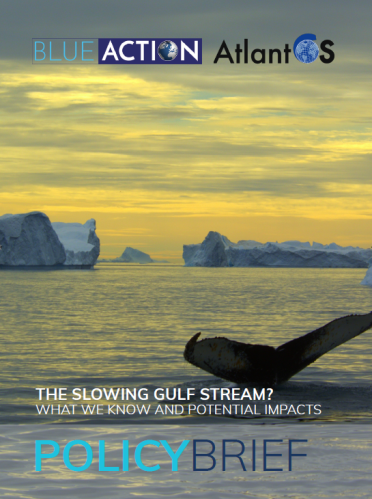 BLUE ACTION AtlantOS
THE SLOWING GULF STREAM?
WHAT WE KNOW AND POTENTIAL IMPACTS
POLICYBRIEF